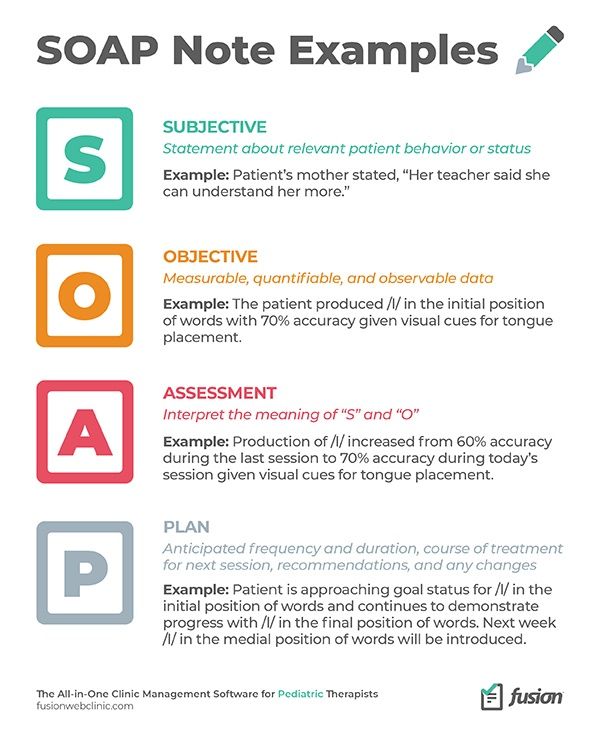 SOAP Note Examples
S
SUBJECTIVE
Statement about relevant patient behavior or status
Example: Patient's mother stated, “Her teacher said she
can understand her more.”
O
OBJECTIVE
Measurable, quantifiable, and observable data
Example: The patient produced /l/ in the initial position
of words with 70% accuracy given visual cues for tongue
placement.
A
ASSESSMENT
Interpret the meaning of “S” and “O”
Example: Production of /l/ increased from 60% accuracy
during the last session to 70% accuracy during today's
session given visual cues for tongue placement.
P
PLAN
Anticipated frequency and duration, course of treatment
for next session, recommendations, and any changes
Example: Patient is approaching goal status for /l/ in the
initial position of words and continues to demonstrate
progress with /l/ in the final position of words. Next week
/l/ in the medial position of words will be introduced.
The All-in-One Clinic Management Software for Pediatric Therapists
fusionwebclinic.com
fusion